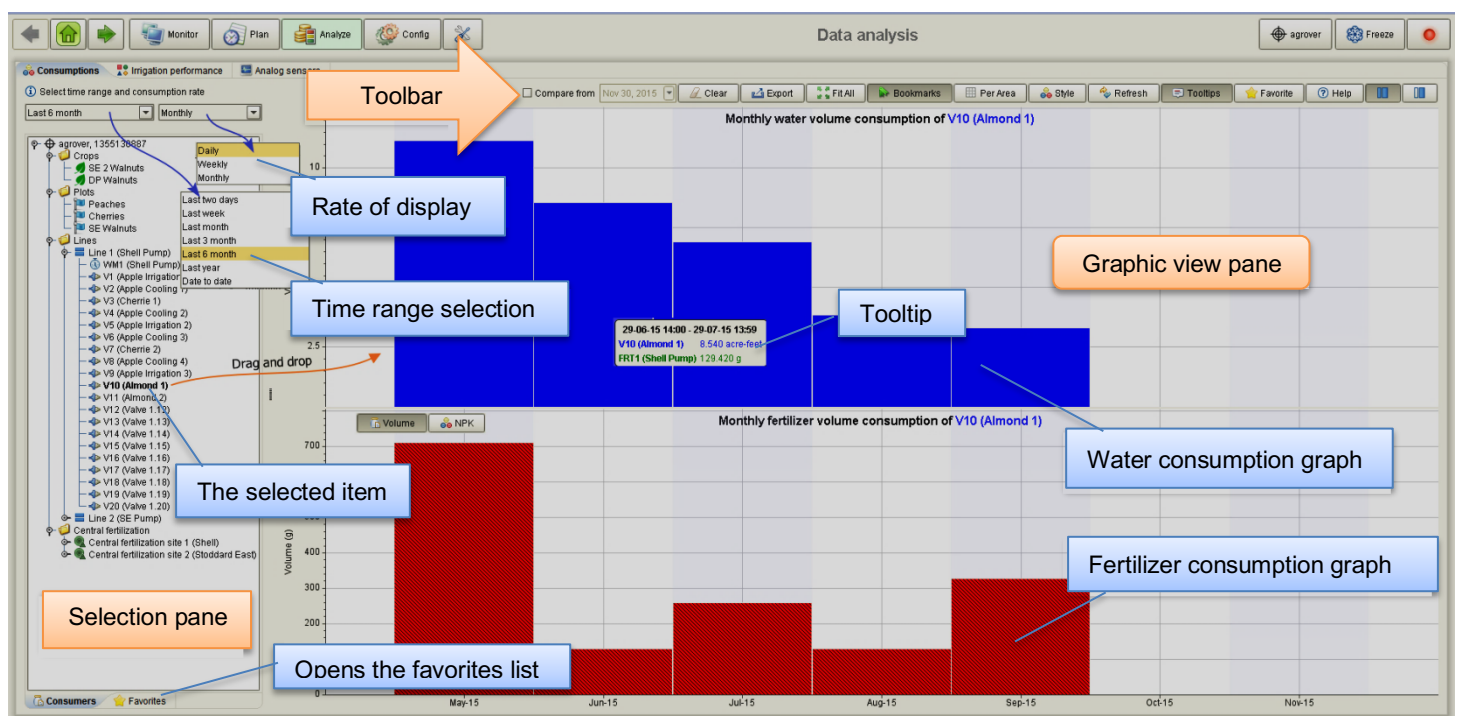 Monitor Plan Analyze Config Data analysis agrover Freeze
Consumptions Irrigation performance Analog sensors
Select time range and consumption rate
Last 6 month Monthly
Toolbar
Compare from Nov 30, 2015 Clear Export Fit All Bookmarks Per Area Style Refresh Tooltips Favorite Help
Monthly water volume consumption of V10 (Almond 1)
agrover, 1355130887
Crops
SE 2 Walnuts
DP Walnuts
Plots
Peaches
Cherries
SE Walnuts
Lines
Line 1 (Shell Pump)
WM1 (Shell Pump)
V1 (Apple Irrigation
V2 (Apple Cooling 1)
V3 (Cherrie 1)
V4 (Apple Cooling 2)
V5 (Apple Irrigation 2)
V6 (Apple Cooling 3)
V7 (Cherrie 2)
V8 (Apple Cooling 4)
V9 (Apple Irrigation 3)
V10 (Almond 1)
V11 (Almond 2)
V12 (Valve 1.12)
V13 (Valve 1.13)
V14 (Valve 1.14)
V15 (Valve 1.15)
V16 (Valve 1.16)
V17 (Valve 1.17)
V18 (Valve 1.18)
V19 (Valve 1.19)
V20 (Valve 1.20)
Line 2 (SE Pump)
Central fertilization
Central fertilization site 1 (Shell)
Central fertilization site 2 (Stoddard East)
Daily
Weekly
Monthly
Last two days
Last week
Last month
Last 3 month
Last 6 month
Last year
Date to date
Rate of display
Time range selection
Drag and drop
The selected item
Selection pane
Opens the favorites list
Consumers Favorites
10
2.5
Graphic view pane
Tooltip
29-06-15 14:00 - 29-07-15 13:59
V10 (Almond 1) 8.540 acre-feet
FRT1 (Shell Pump) 129.420 g
Volume NPK
Monthly fertilizer volume consumption of V10 (Almond 1)
Water consumption graph
Fertilizer consumption graph
Volume (g)
700
400
300
200
0
May-15 Jun-15 Jul-15 Aug-15 Sep-15 Oct-15 Nov-15